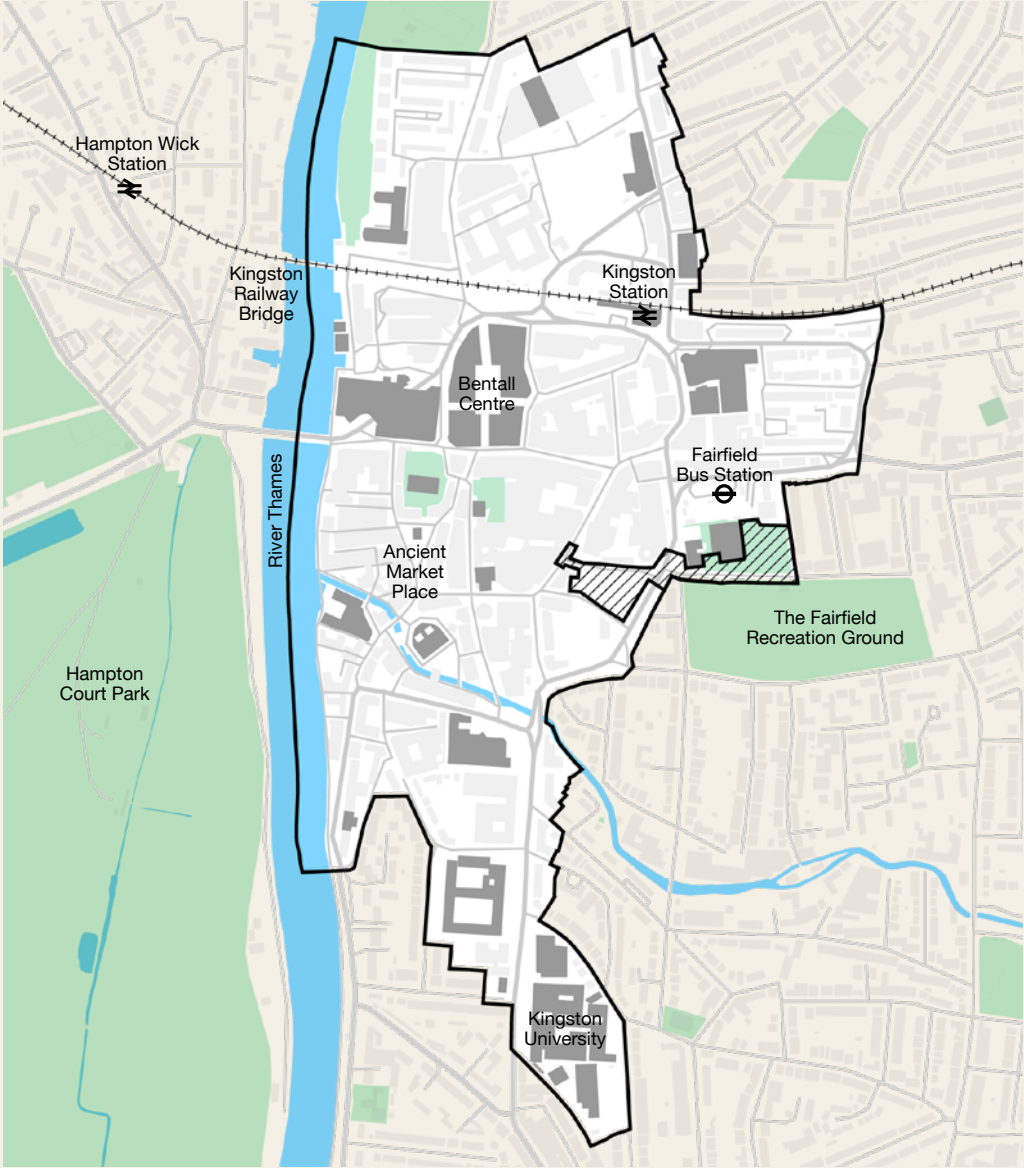 Hampton Wick
Station
Kingston
Railway
Bridge
Kingston
Station
Bentall
Centre
Fairfield
Bus Station
River Thames
Ancient
Market
Place
The Fairfield
Recreation Ground
Hampton
Court Park
Kingston
University